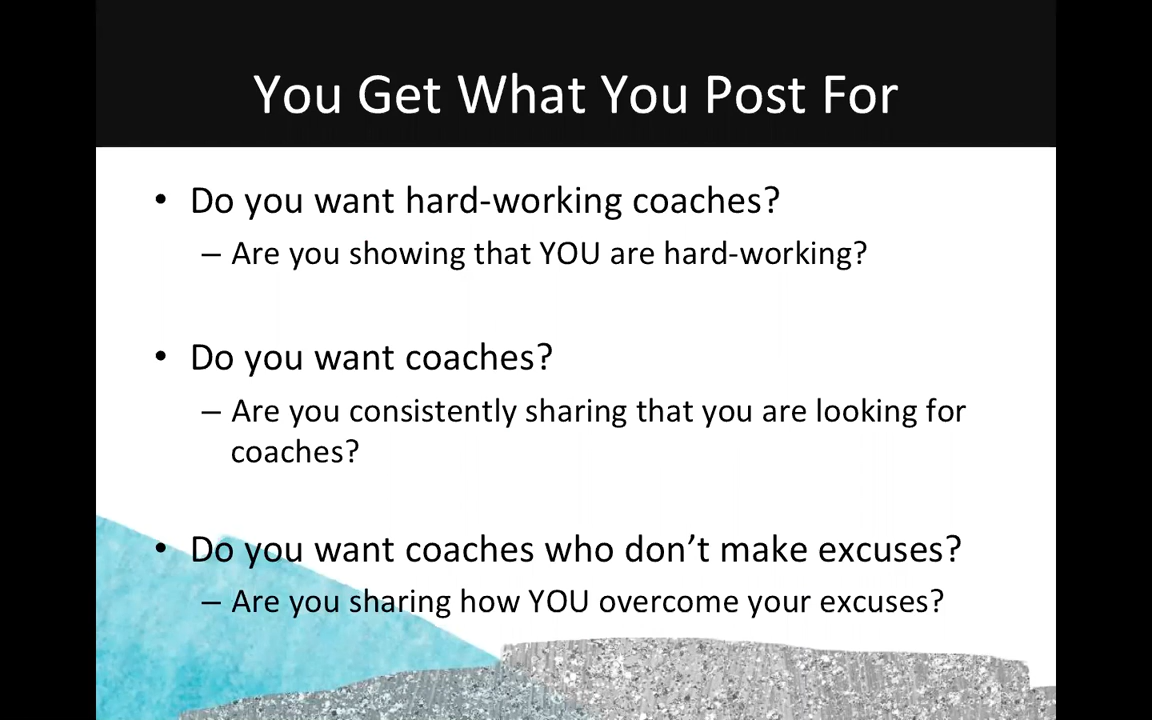 You Get What You Post For
• Do you want hard-working coaches?
– Are you showing that YOU are hard-working?
• Do you want coaches?
– Are you consistently sharing that you are looking for
coaches?
• Do you want coaches who don’t make excuses?
– Are you sharing how YOU overcome your excuses?